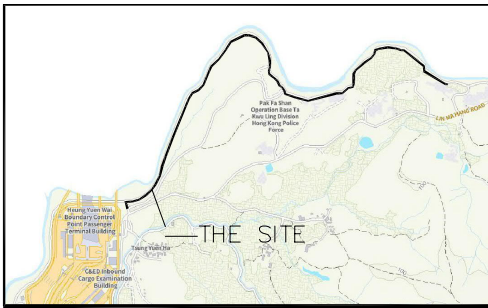 Pak Fa Shan
Operation Base Ta
Kwu Ling Division
Hong Kong Police
Force
LIN MA HANG ROAD
Heung Yuen Wai
Boundary Control
Point Passenger
Terminal Building
THE SITE
Tsung Yuen Ha
C&ED Inbound
Cargo Examination
Building